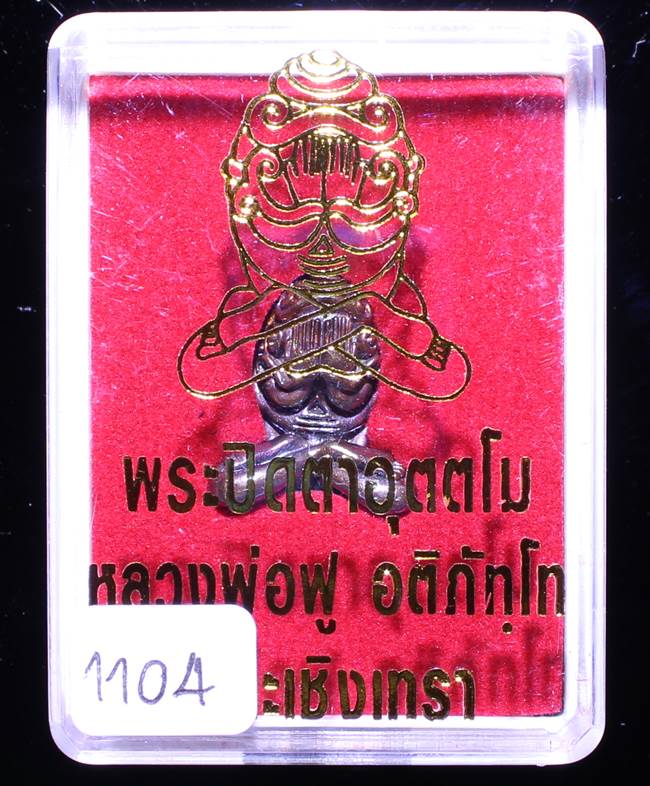 พระปิดตาอุตตโม
หลวงพ่อฟู อติภัทฺโท
ะเชิงเทรา
1104